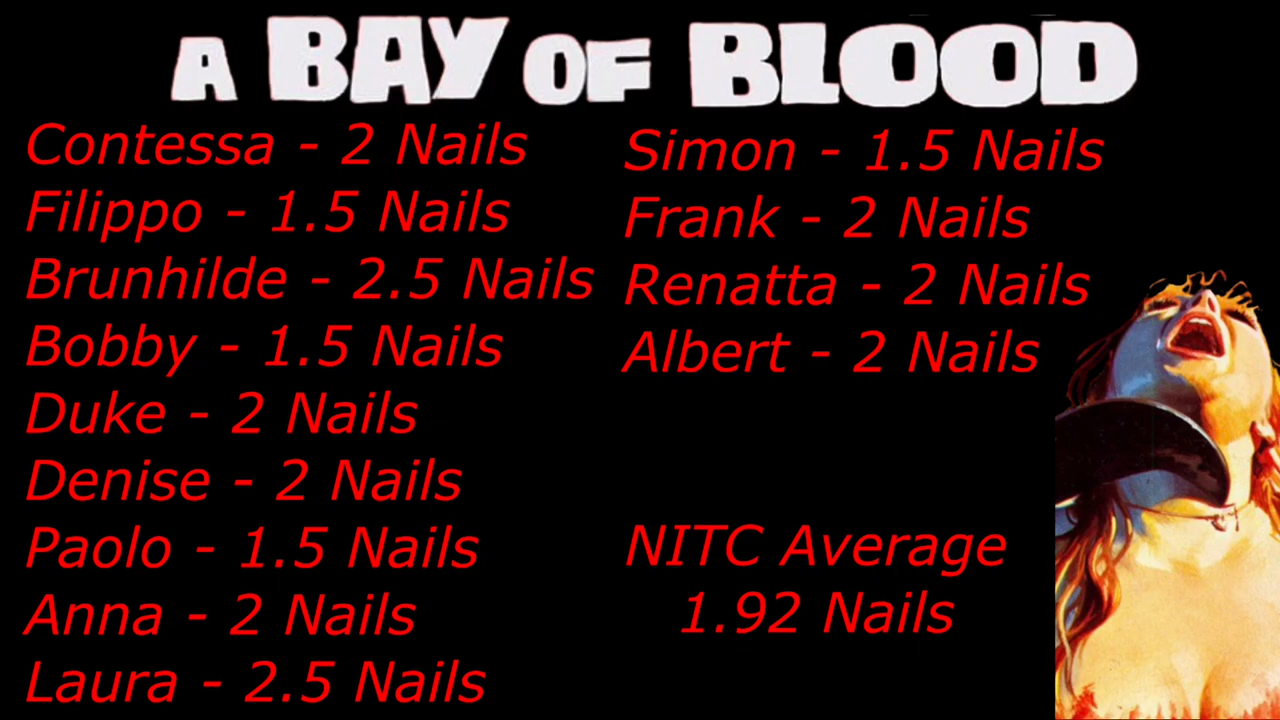 A BAY OF BLOOD
Contessa - 2 Nails
Filippo - 1.5 Nails
Brunhilde - 2.5 Nails
Bobby - 1.5 Nails
Duke - 2 Nails
Denise - 2 Nails
Paolo - 1.5 Nails
Anna - 2 Nails
Laura - 2.5 Nails
Simon - 1.5 Nails
Frank - 2 Nails
Renatta - 2 Nails
Albert - 2 Nails
NITC Average
1.92 Nails